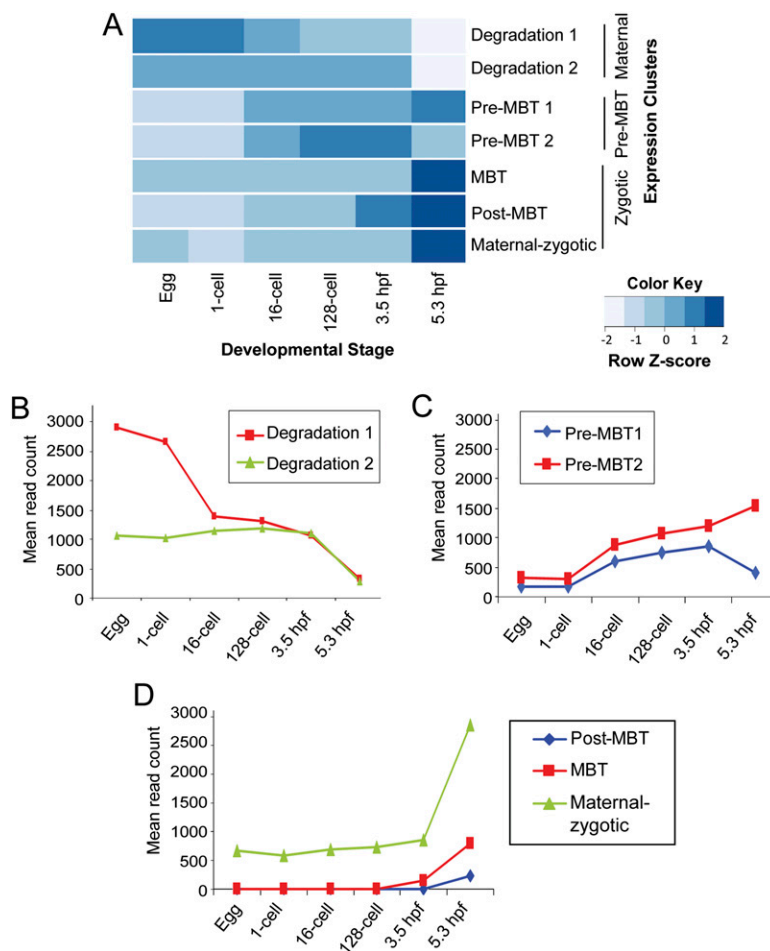 A
Degradation 1
Degradation 2
Pre-MBT 1
Pre-MBT 2
MBT
Post-MBT
Maternal-zygotic
Maternal
Pre-MBT
Zygotic
Expression Clusters
Egg
1-cell
16-cell
128-cell
3.5 hpf
5.3 hpf
Developmental Stage
Color Key
-2 -1 0 1 2
Row Z-score
B
Mean read count
3000
2500
2000
1500
1000
500
0
Degradation 1
Degradation 2
Egg
1-cell
16-cell
128-cell
3.5 hpf
5.3 hpf
C
Mean read count
3000
2500
2000
1500
1000
500
0
Pre-MBT1
Pre-MBT2
Egg
1-cell
16-cell
128-cell
3.5 hpf
5.3 hpf
D
Mean read count
3000
2500
2000
1500
1000
500
0
Post-MBT
MBT
Maternal-
zygotic
Egg
1-cell
16-cell
128-cell
3.5 hpf
5.3 hpf